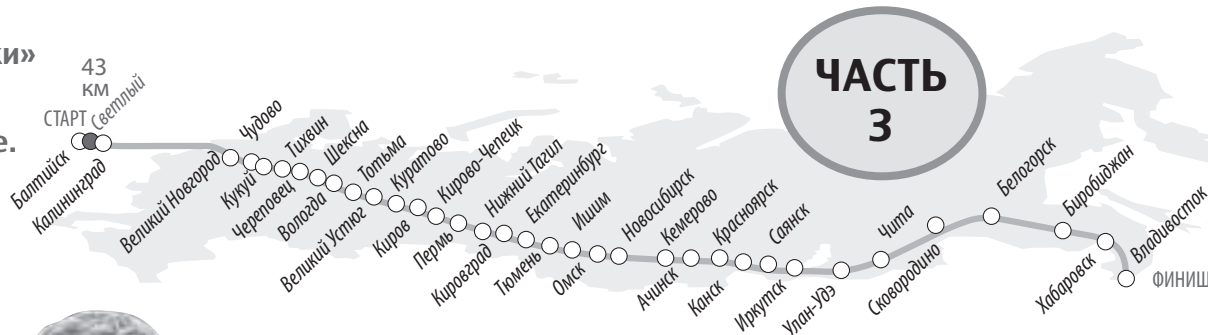 ки»
е.
43
км
СТАРТ
Светлый
ЧАСТЬ
3
Балтийск
Калининград
Великий Новгород
Чудово
Кукуй
Тихвин
Череповец
Шексна
Вологда
Тотьма
Великий Устюг
Куратово
Киров
Кирово-Чепецк
Пермь
Нижний Тагил
Кировград
Екатеринбург
Тюмень
Ишим
Омск
Новосибирск
Кемерово
Ачинск
Красноярск
Канск
Саянск
Иркутск
Улан-Удэ
Чита
Сковородино
Белогорск
Биробиджан
Хабаровск
Владивосток
ФИНИШ